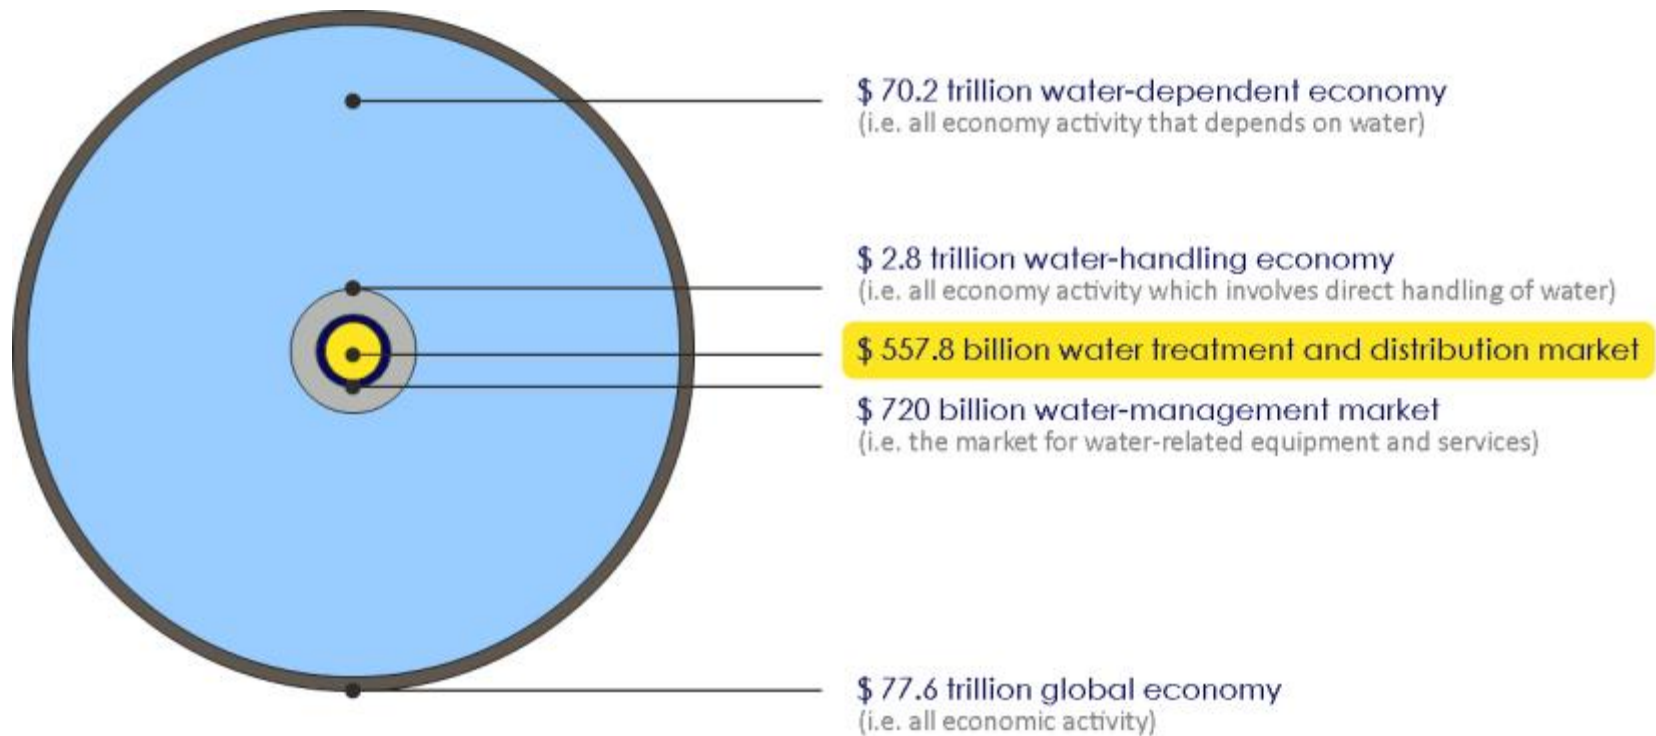 $ 70.2 trillion water-dependent economy
(i.e. all economy activity that depends on water)
$ 2.8 trillion water-handling economy
(i.e. all economy activity which involves direct handling of water)
$ 557.8 billion water treatment and distribution market
$ 720 billion water-management market
(i.e. the market for water-related equipment and services)
$ 77.6 trillion global economy
(i.e. all economic activity)